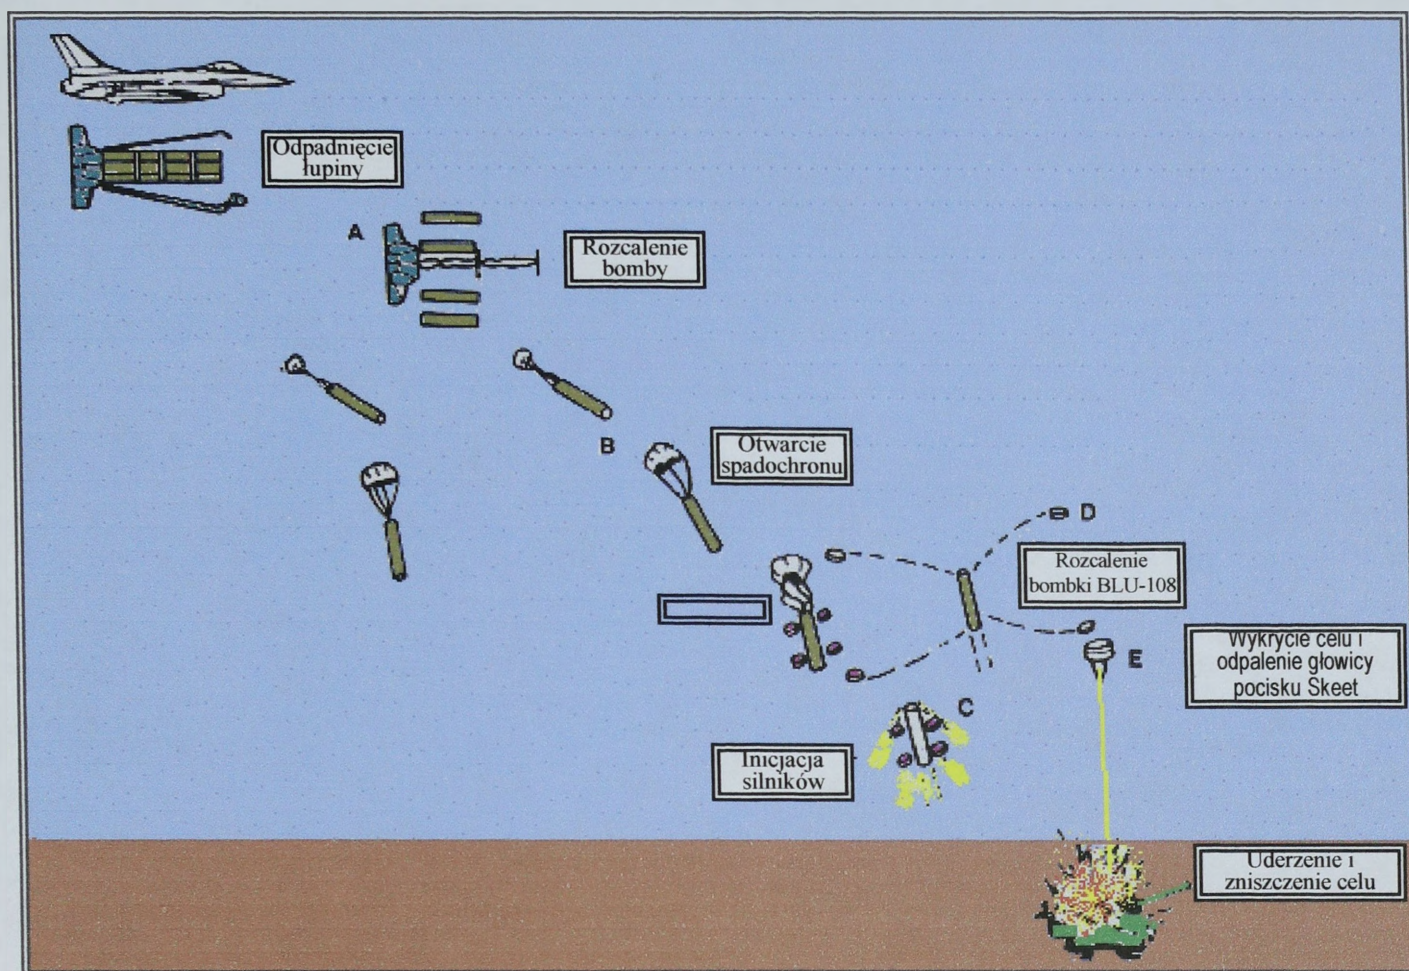 Odpadnięcie
łupiny
A
Rozcalenie
bomby
B
Otwarcie
spadochronu
D
Rozcalenie
bombki BLU-108
Wykrycie celu i
odpalenie głowicy
pocisku Skeet
E
C
Inicjacja
silników
Uderzenie i
zniszczenie celu